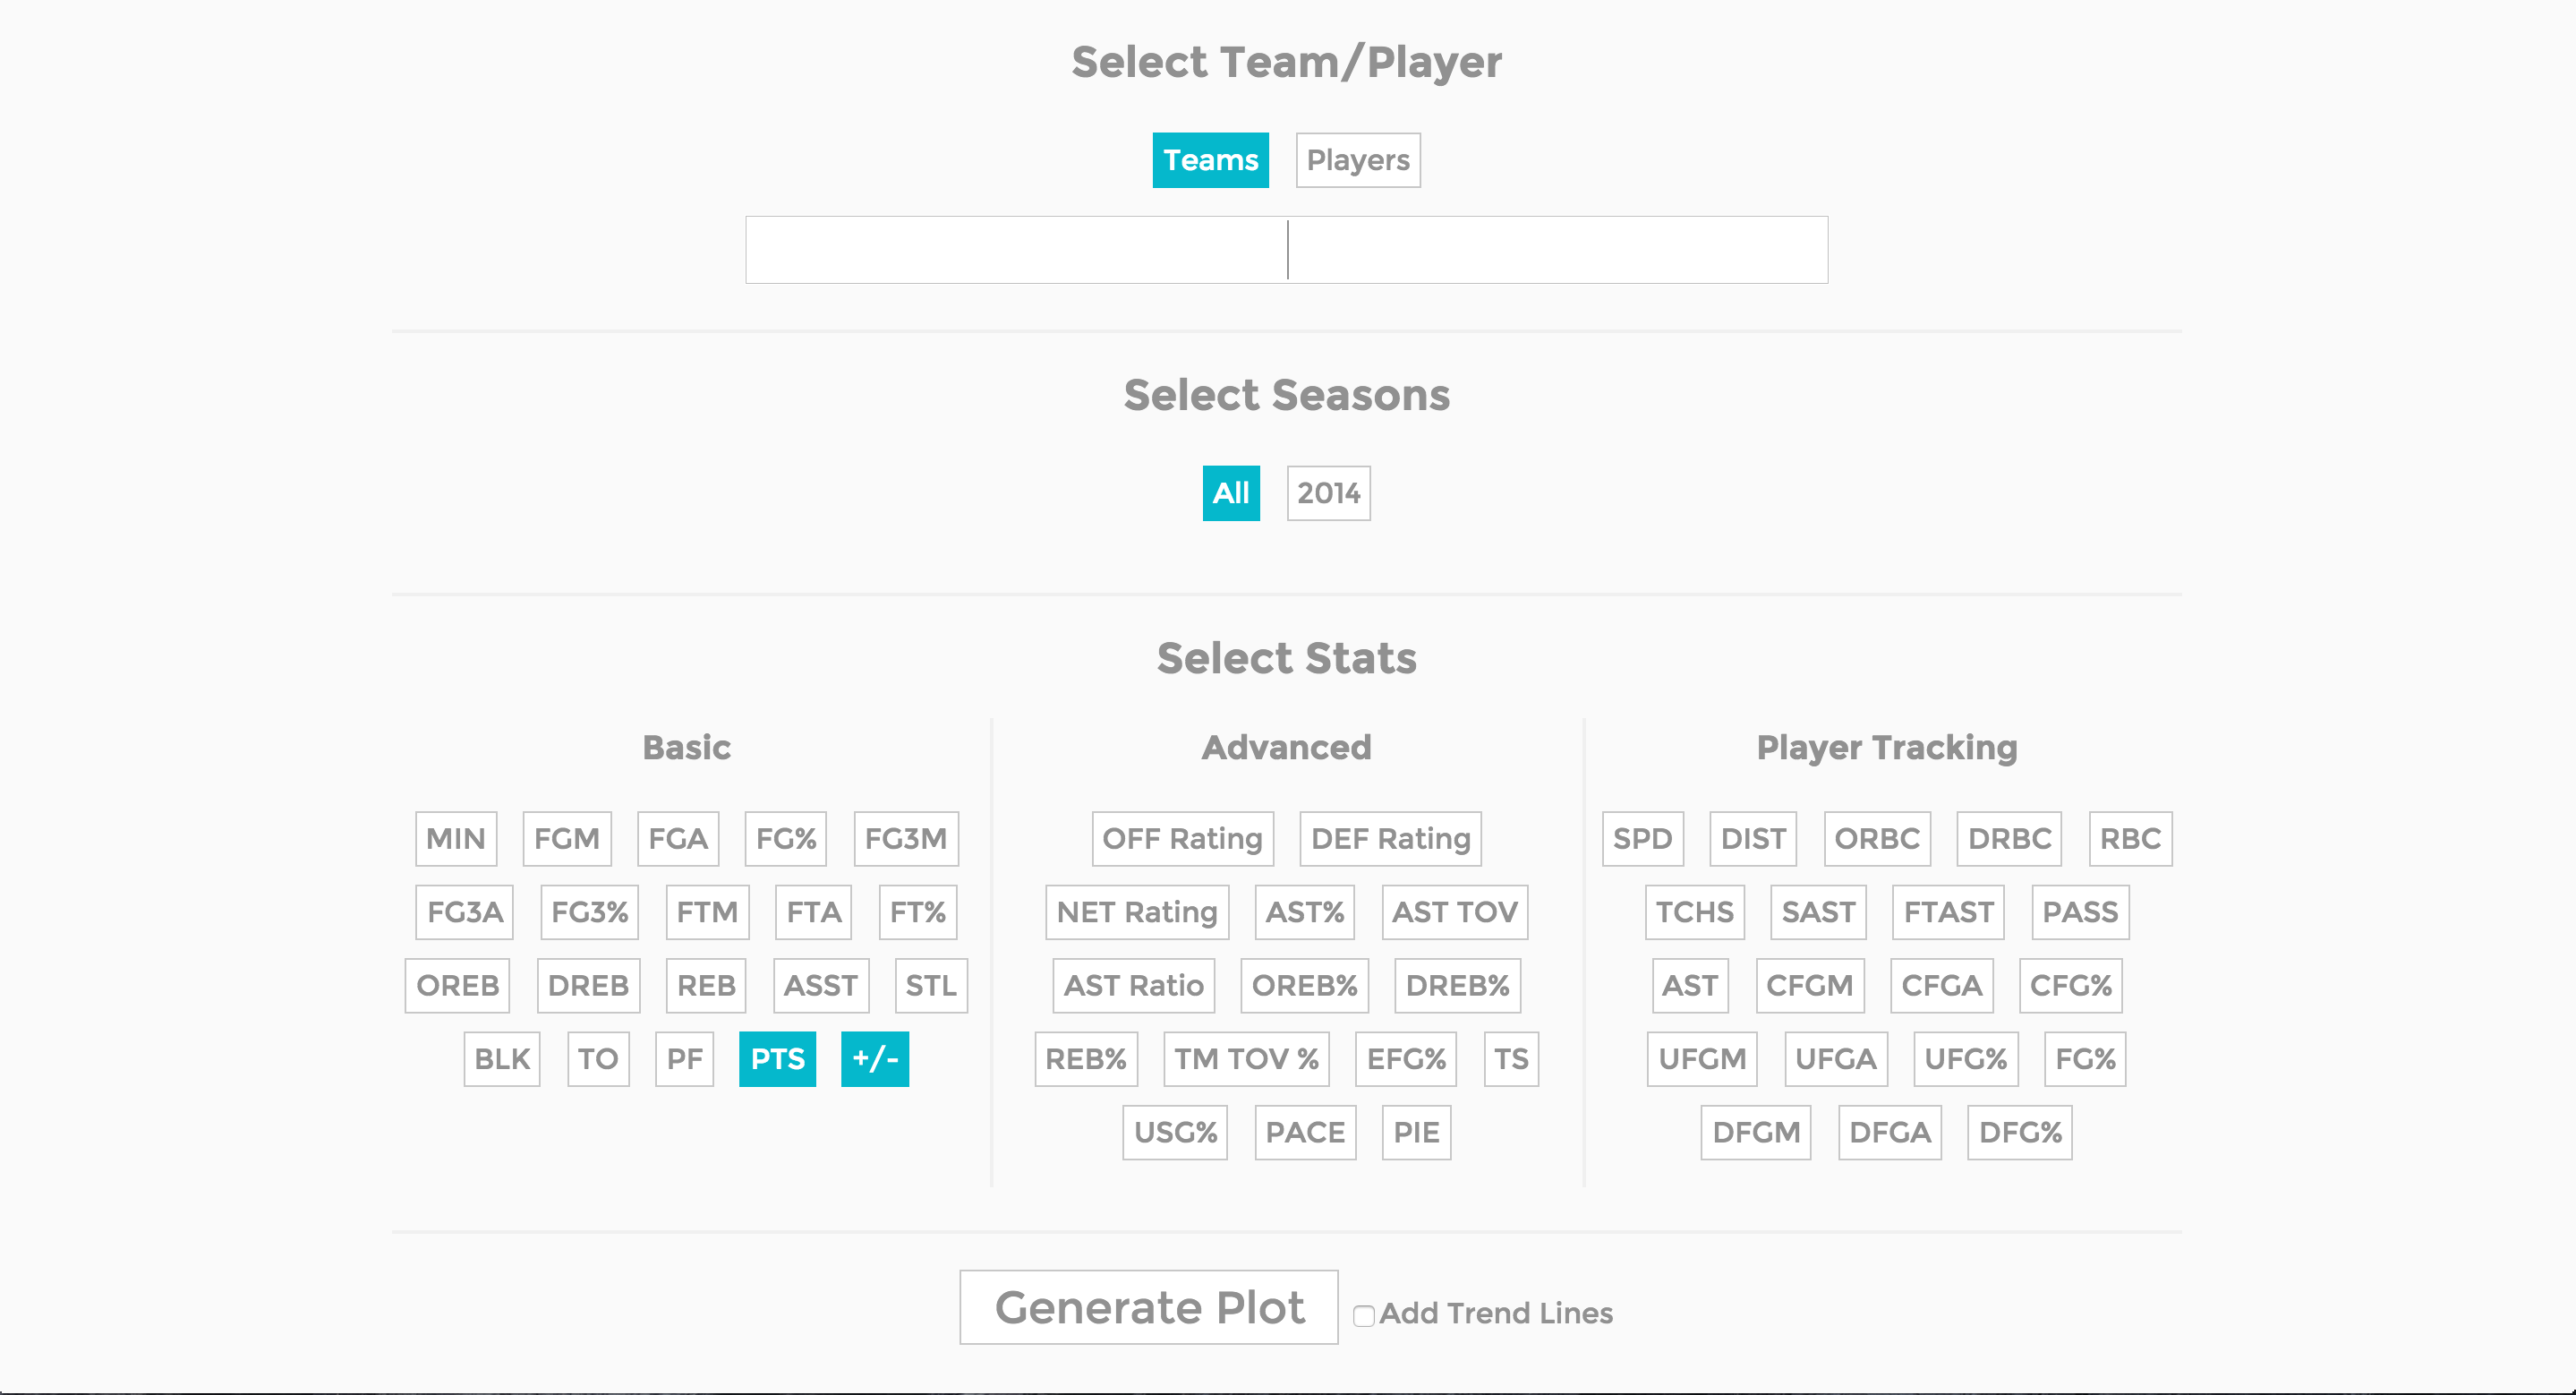 Select Team/Player
Teams Players
Select Seasons
All 2014
Select Stats
Basic
MIN FGM FGA FG% FG3M
FG3A FG3% FTM FTA FT%
OREB DREB REB ASST STL
BLK TO PF PTS +/-
Advanced
OFF Rating DEF Rating
NET Rating AST% AST TOV
AST Ratio OREB% DREB%
REB% TM TOV % EFG% TS
USG% PACE PIE
Player Tracking
SPD DIST ORBC DRBC RBC
TCHS SAST FTAST PASS
AST CFGM CFGA CFG%
UFGM UFGA UFG% FG%
DFGM DFGA DFG%
Generate Plot Add Trend Lines